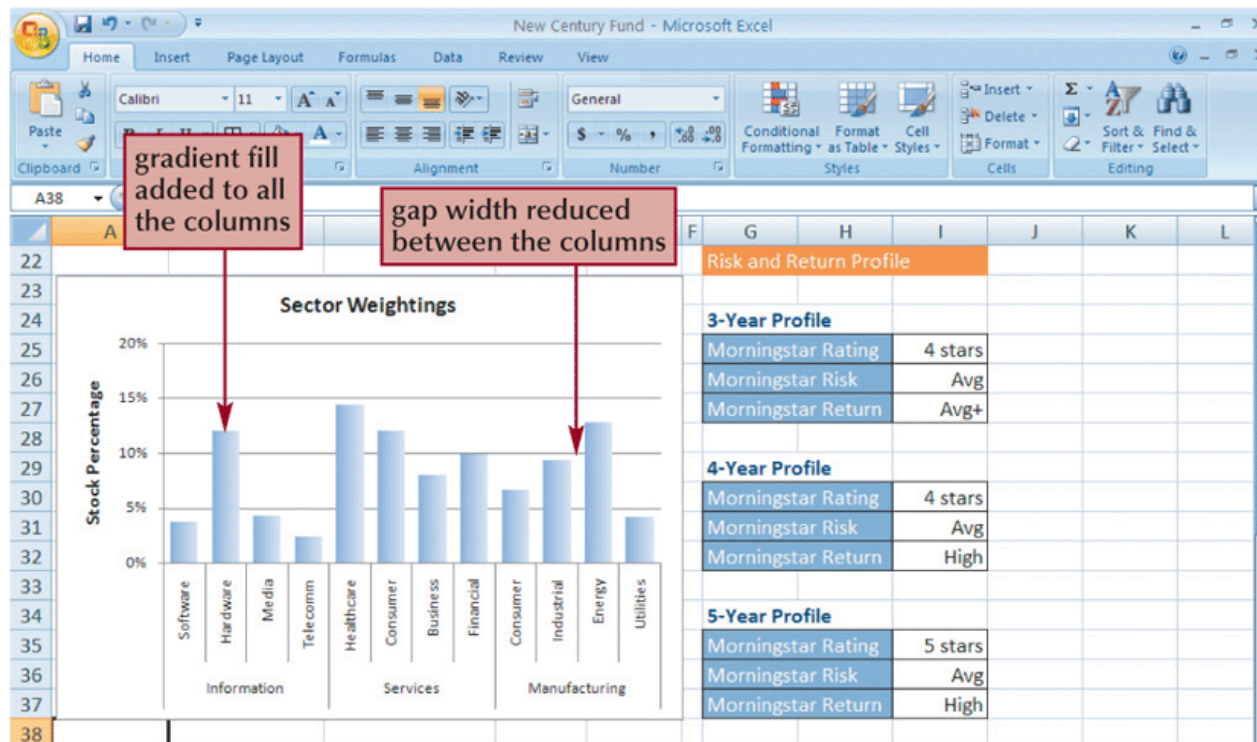 New Century Fund - Microsoft Excel
Home Insert Page Layout Formulas Data Review View
Paste
Calibri 11 A A
General
$ % ,
Conditional Formatting
Format as Table
Cell Styles
Insert
Delete
Format
Σ
Sort & Filter
Find & Select
Clipboard Alignment Number Styles Cells Editing
A38
gradient fill
added to all
the columns
gap width reduced
between the columns
A F G H I J K L
22 Risk and Return Profile
23
Sector Weightings
24 3-Year Profile
25 Morningstar Rating 4 stars
26 Morningstar Risk Avg
27 Morningstar Return Avg+
28
29 4-Year Profile
30 Morningstar Rating 4 stars
31 Morningstar Risk Avg
32 Morningstar Return High
33
34 5-Year Profile
35 Morningstar Rating 5 stars
36 Morningstar Risk Avg
37 Morningstar Return High
38
Stock Percentage
20%
15%
10%
5%
0%
Software
Hardware
Media
Telecomm
Healthcare
Consumer
Business
Financial
Consumer
Industrial
Energy
Utilities
Information Services Manufacturing